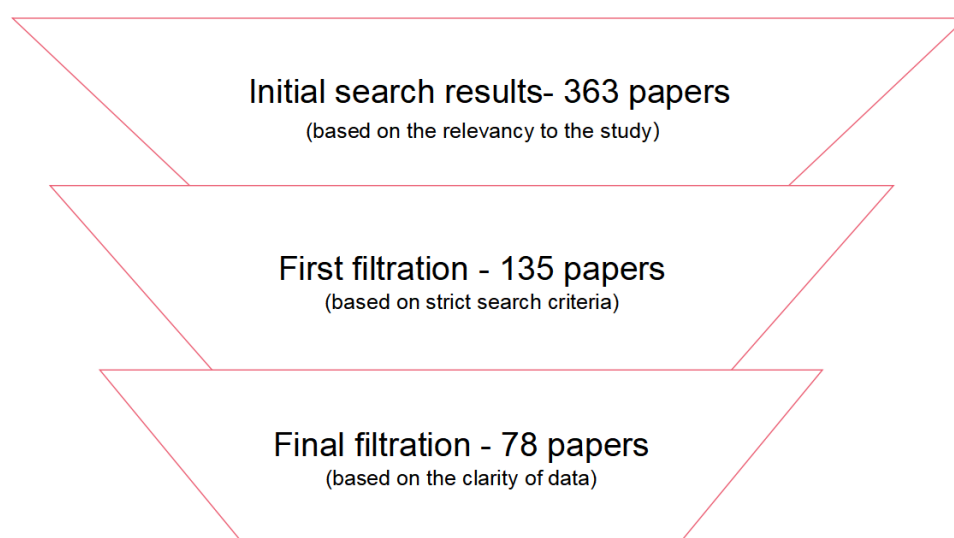 Initial search results- 363 papers
(based on the relevancy to the study)
First filtration - 135 papers
(based on strict search criteria)
Final filtration - 78 papers
(based on the clarity of data)